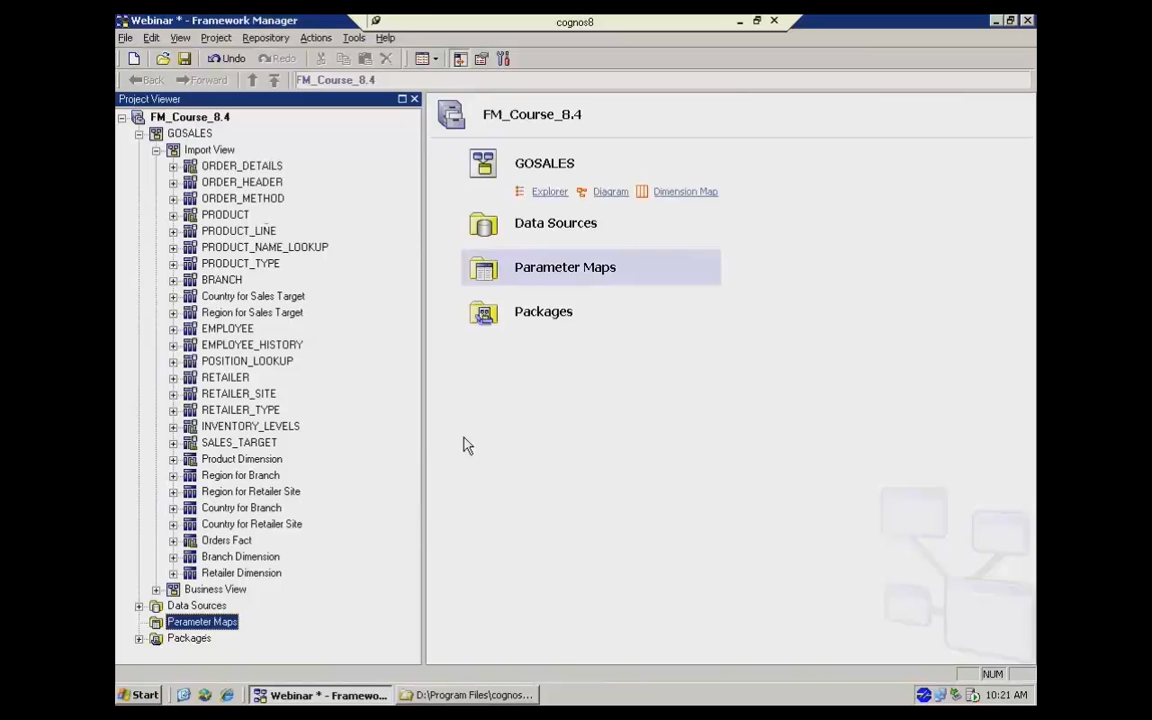 Webinar * - Framework Manager
cognos8
File Edit View Project Repository Actions Tools Help
Undo Redo
Back Forward FM_Course_8.4
Project Viewer
FM_Course_8.4
GOSALES
Import View
ORDER_DETAILS
ORDER_HEADER
ORDER_METHOD
PRODUCT
PRODUCT_LINE
PRODUCT_NAME_LOOKUP
PRODUCT_TYPE
BRANCH
Country for Sales Target
Region for Sales Target
EMPLOYEE
EMPLOYEE_HISTORY
POSITION_LOOKUP
RETAILER
RETAILER_SITE
RETAILER_TYPE
INVENTORY_LEVELS
SALES_TARGET
Product Dimension
Region for Branch
Region for Retailer Site
Country for Branch
Country for Retailer Site
Orders Fact
Branch Dimension
Retailer Dimension
Business View
Data Sources
Parameter Maps
Packages
FM_Course_8.4
GOSALES
Explorer Diagram Dimension Map
Data Sources
Parameter Maps
Packages
NUM
Start Webinar * - Framewo... D:\Program Files\cognos... 10:21 AM